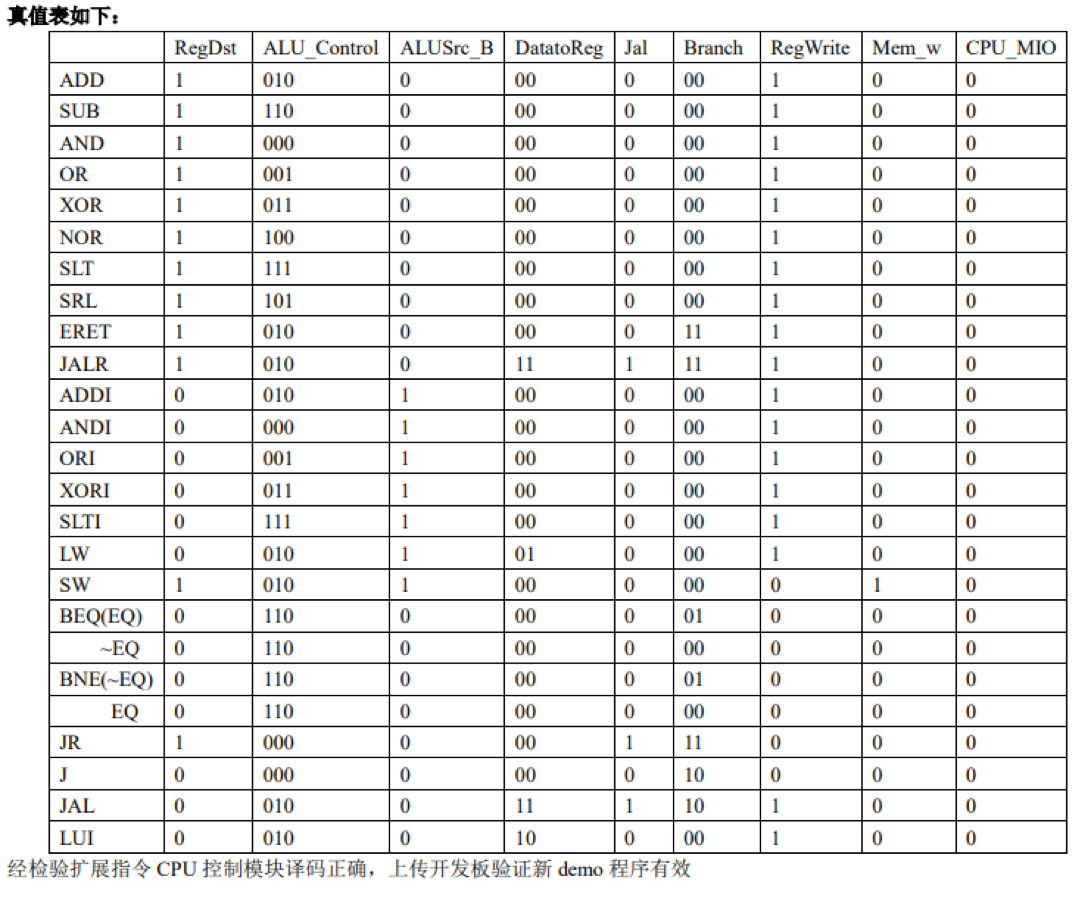 真值表如下：
RegDst ALU_Control ALUSrc_B DatatoReg Jal Branch RegWrite Mem_w CPU_MIO
ADD 1 010 0 00 0 00 1 0 0
SUB 1 110 0 00 0 00 1 0 0
AND 1 000 0 00 0 00 1 0 0
OR 1 001 0 00 0 00 1 0 0
XOR 1 011 0 00 0 00 1 0 0
NOR 1 100 0 00 0 00 1 0 0
SLT 1 111 0 00 0 00 1 0 0
SRL 1 101 0 00 0 00 1 0 0
ERET 1 010 0 00 0 11 1 0 0
JALR 1 010 0 11 1 11 1 0 0
ADDI 0 010 1 00 0 00 1 0 0
ANDI 0 000 1 00 0 00 1 0 0
ORI 0 001 1 00 0 00 1 0 0
XORI 0 011 1 00 0 00 1 0 0
SLTI 0 111 1 00 0 00 1 0 0
LW 0 010 1 01 0 00 1 0 0
SW 1 010 1 00 0 00 0 1 0
BEQ(EQ) 0 110 0 00 0 01 0 0 0
~EQ 0 110 0 00 0 00 0 0 0
BNE(~EQ) 0 110 0 00 0 01 0 0 0
EQ 0 110 0 00 0 00 0 0 0
JR 1 000 0 00 1 11 0 0 0
J 0 000 0 00 0 10 0 0 0
JAL 0 010 0 11 1 10 1 0 0
LUI 0 010 0 10 0 00 1 0 0
经检验扩展指令 CPU 控制模块译码正确，上传开发板验证新 demo 程序有效